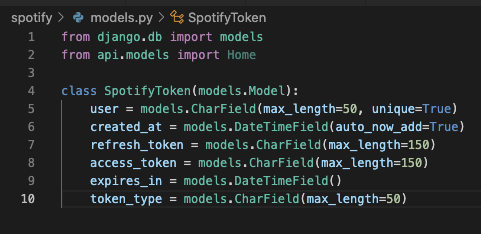 spotify > models.py > SpotifyToken
1 from django.db import models
2 from api.models import Home
3
4 class SpotifyToken(models.Model):
5 user = models.CharField(max_length=50, unique=True)
6 created_at = models.DateTimeField(auto_now_add=True)
7 refresh_token = models.CharField(max_length=150)
8 access_token = models.CharField(max_length=150)
9 expires_in = models.DateTimeField()
10 token_type = models.CharField(max_length=50)